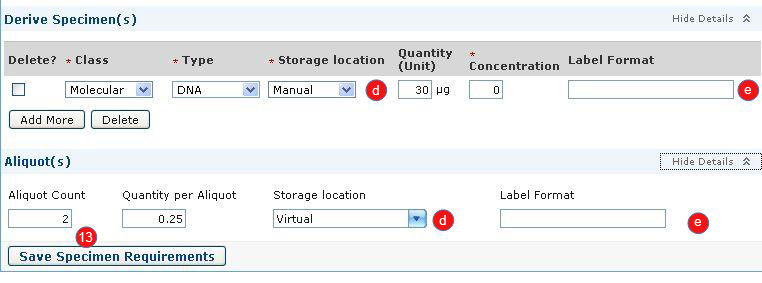 Derive Specimen(s) Hide Details
Delete? * Class * Type * Storage location Quantity (Unit) * Concentration Label Format
Molecular DNA Manual d 30 µg 0 e
Add More Delete
Aliquot(s) Hide Details
Aliquot Count Quantity per Aliquot Storage location Label Format
2 0.25 Virtual d e
13
Save Specimen Requirements